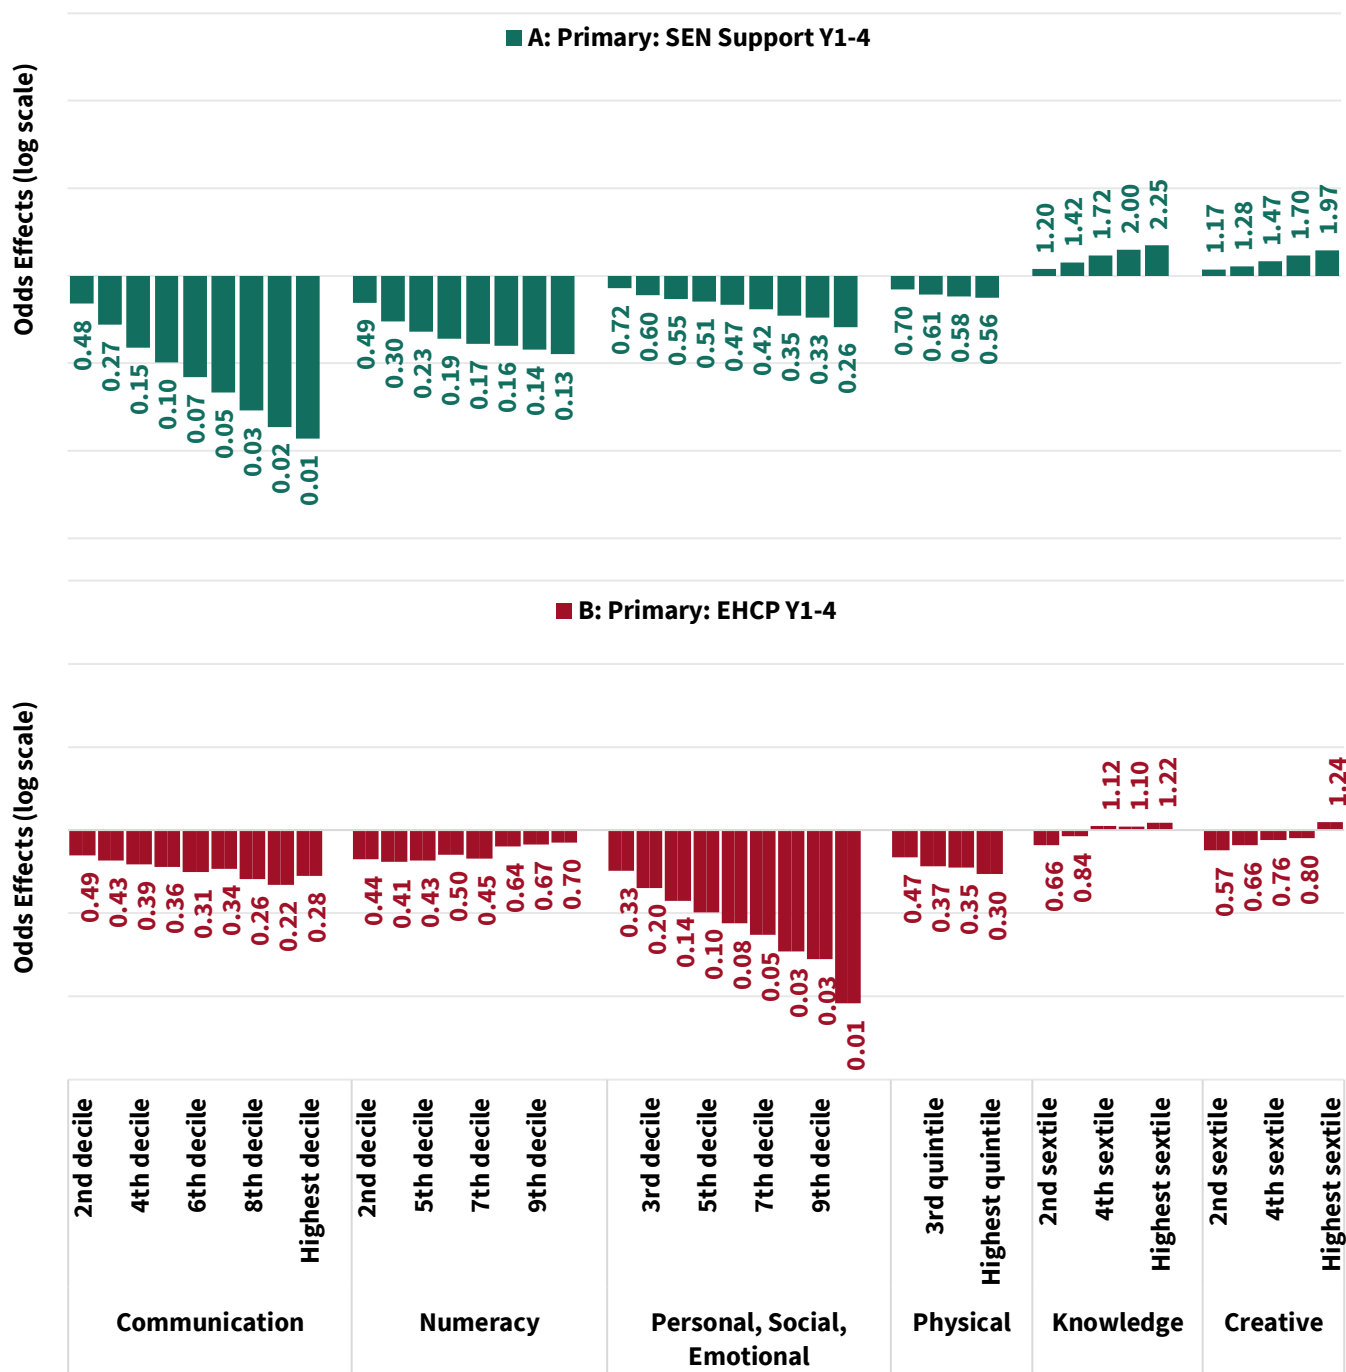 A: Primary: SEN Support Y1-4
Odds Effects (log scale)
0.48
0.27
0.15
0.10
0.07
0.05
0.03
0.02
0.01
0.49
0.30
0.23
0.19
0.17
0.16
0.14
0.13
0.72
0.60
0.55
0.51
0.47
0.42
0.35
0.33
0.26
0.70
0.61
0.58
0.56
1.20
1.42
1.72
2.00
2.25
1.17
1.28
1.47
1.70
1.97
B: Primary: EHCP Y1-4
Odds Effects (log scale)
0.49
0.43
0.39
0.36
0.31
0.34
0.26
0.22
0.28
0.44
0.41
0.43
0.50
0.45
0.64
0.67
0.70
0.33
0.20
0.14
0.10
0.08
0.05
0.03
0.03
0.01
0.47
0.37
0.35
0.30
0.66
0.84
1.12
1.10
1.22
0.57
0.66
0.76
0.80
1.24
2nd decile
4th decile
6th decile
8th decile
Highest decile
2nd decile
5th decile
7th decile
9th decile
3rd decile
5th decile
7th decile
9th decile
3rd quintile
Highest quintile
2nd sextile
4th sextile
Highest sextile
2nd sextile
4th sextile
Highest sextile
Communication
Numeracy
Personal, Social,
Emotional
Physical
Knowledge
Creative